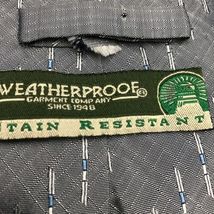 WEATHERPROOF®
GARMENT COMPANY
SINCE 1948
TAIN RESISTANT